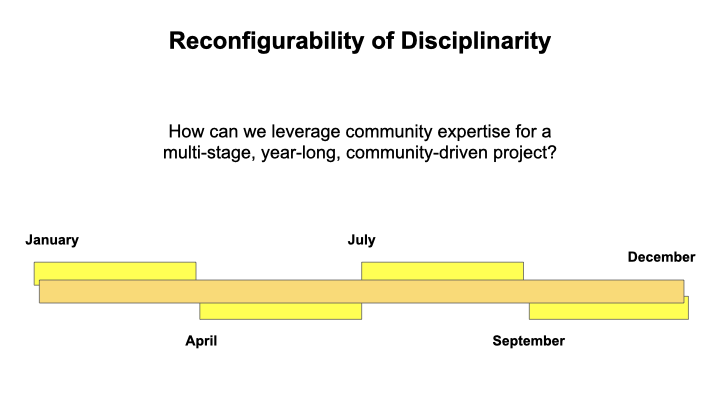 Reconfigurability of Disciplinarity
How can we leverage community expertise for a
multi-stage, year-long, community-driven project?
January
July
December
April
September